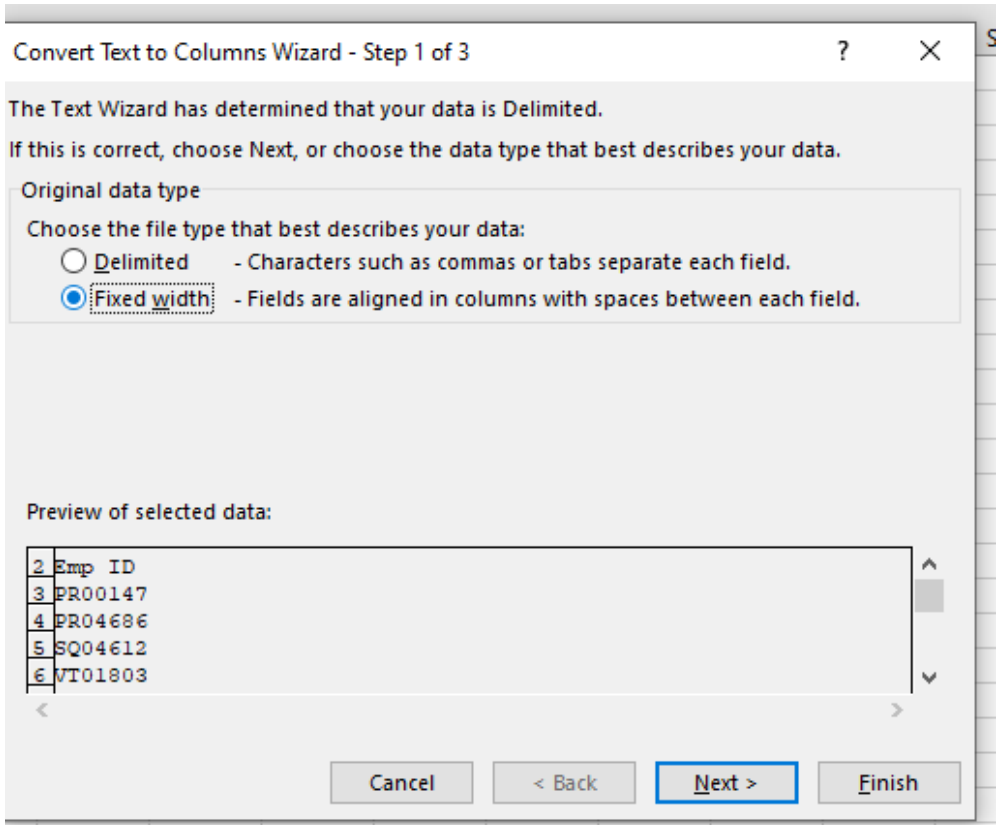 Convert Text to Columns Wizard - Step 1 of 3 ? S
The Text Wizard has determined that your data is Delimited.
If this is correct, choose Next, or choose the data type that best describes your data.
Original data type
Choose the file type that best describes your data:
Delimited - Characters such as commas or tabs separate each field.
Fixed width - Fields are aligned in columns with spaces between each field.
Preview of selected data:
2 Emp ID
3 PR00147
4 PR04686
5 SQ04612
6 VT01803
Cancel < Back Next > Finish